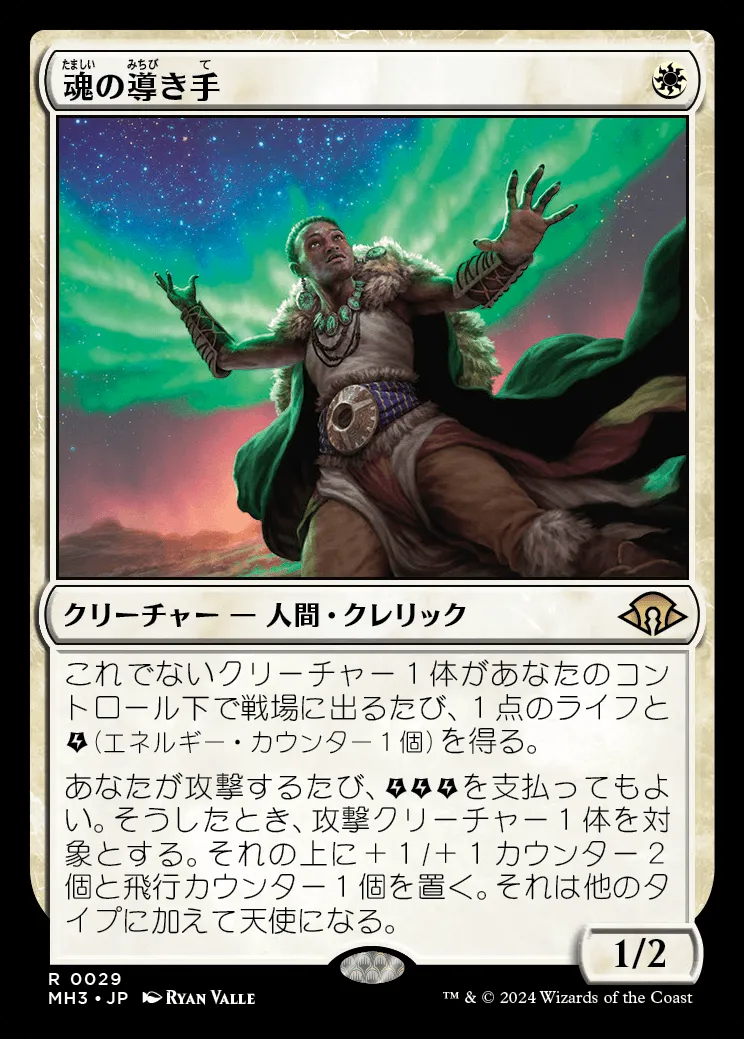 魂の導き手
クリーチャー — 人間・クレリック
これでないクリーチャー1体があなたのコン
トロール下で戦場に出るたび、1点のライフと
(エネルギー・カウンター1個)を得る。
あなたが攻撃するたび、を支払ってもよ
い。そうしたとき、攻撃クリーチャー1体を対
象とする。それの上に+1/+1カウンター2
個と飛行カウンター1個を置く。それは他のタ
イプに加えて天使になる。
1/2
R 0029
MH3・JP RYAN VALLE
™ & © 2024 Wizards of the Coast